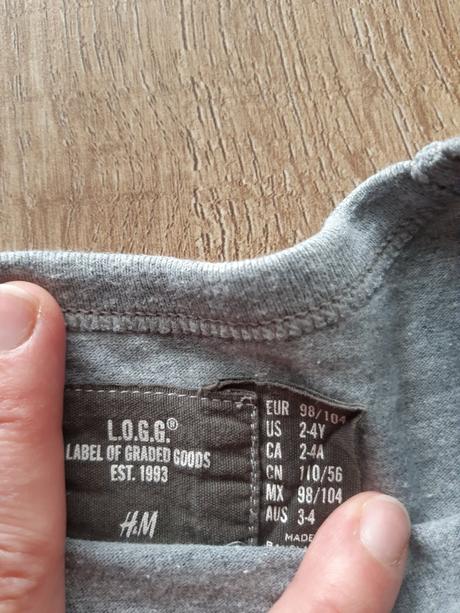 L.O.G.G.®
LABEL OF GRADED GOODS
EST. 1993
H&M
EUR 98/104
US 2-4Y
CA 2-4A
CN 110/56
MX 98/104
AUS 3-4
MADE